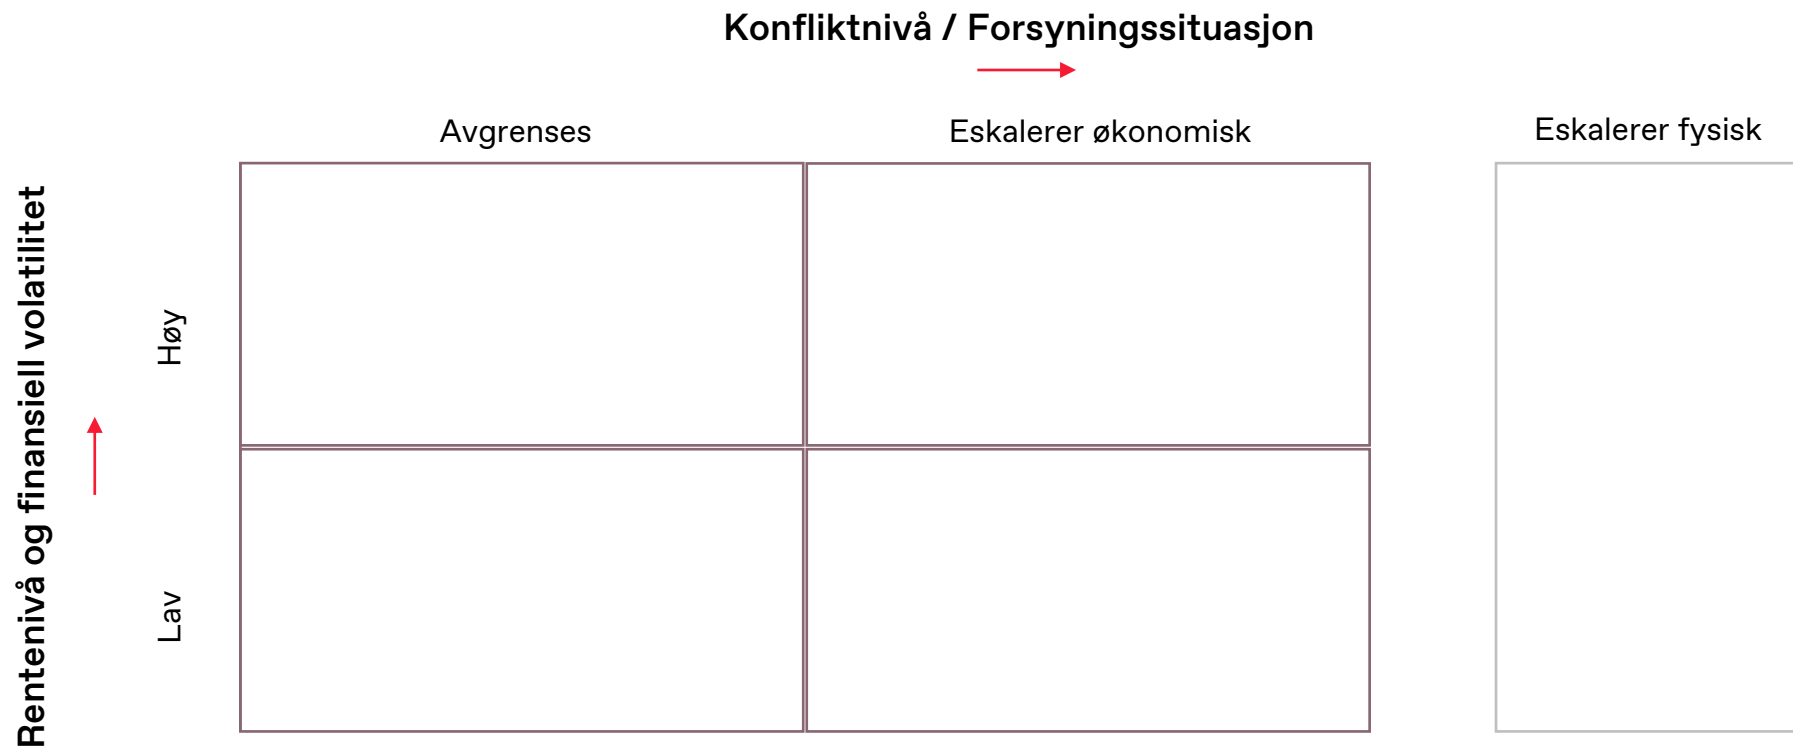 Konfliktnivå / Forsyningssituasjon
Avgrenses
Eskalerer økonomisk
Eskalerer fysisk
Rentenivå og finansiell volatilitet
Høy
Lav